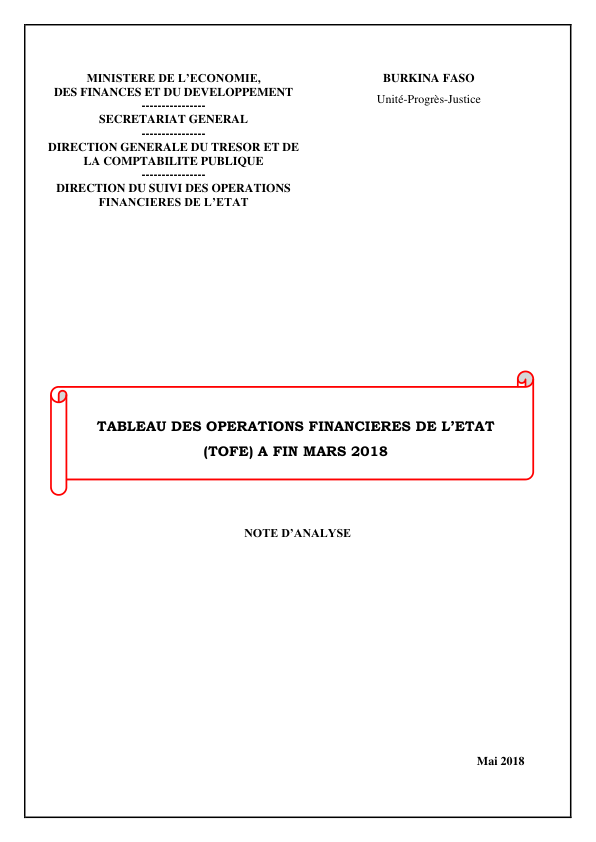 MINISTERE DE L'ECONOMIE,
DES FINANCES ET DU DEVELOPPEMENT
----------------
SECRETARIAT GENERAL
----------------
DIRECTION GENERALE DU TRESOR ET DE
LA COMPTABILITE PUBLIQUE
----------------
DIRECTION DU SUIVI DES OPERATIONS
FINANCIERES DE L'ETAT
BURKINA FASO
Unité-Progrès-Justice
TABLEAU DES OPERATIONS FINANCIERES DE L'ETAT
(TOFE) A FIN MARS 2018
NOTE D'ANALYSE
Mai 2018